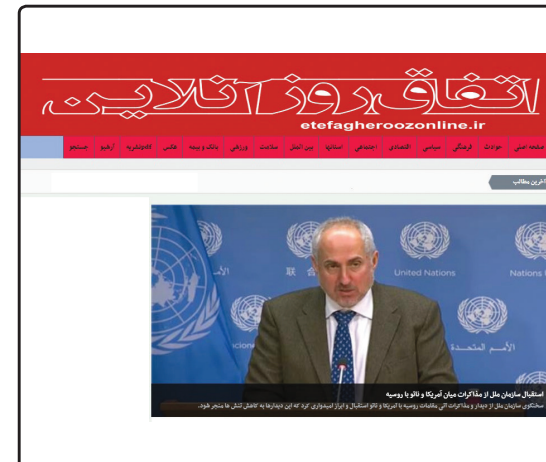 اتفاق روز آنلاین
etefagheroozonline.ir
صفحه اصلی حوادث فرهنگی سیاسی اقتصادی اجتماعی استانها بین الملل سلامت ورزشی بانک و بیمه عکس آرشیو جستجو
آخرین مطالب
United Nations
Nations
الأمم المتحدة
استقبال سازمان ملل از مذاکرات میان آمریکا و ناتو با روسیه
سخنگوی سازمان ملل از دیدار و مذاکرات آتی مقامات روسیه با آمریکا و ناتو استقبال و ابراز امیدواری کرد که این دیدارها به کاهش تنش ها منجر شود.